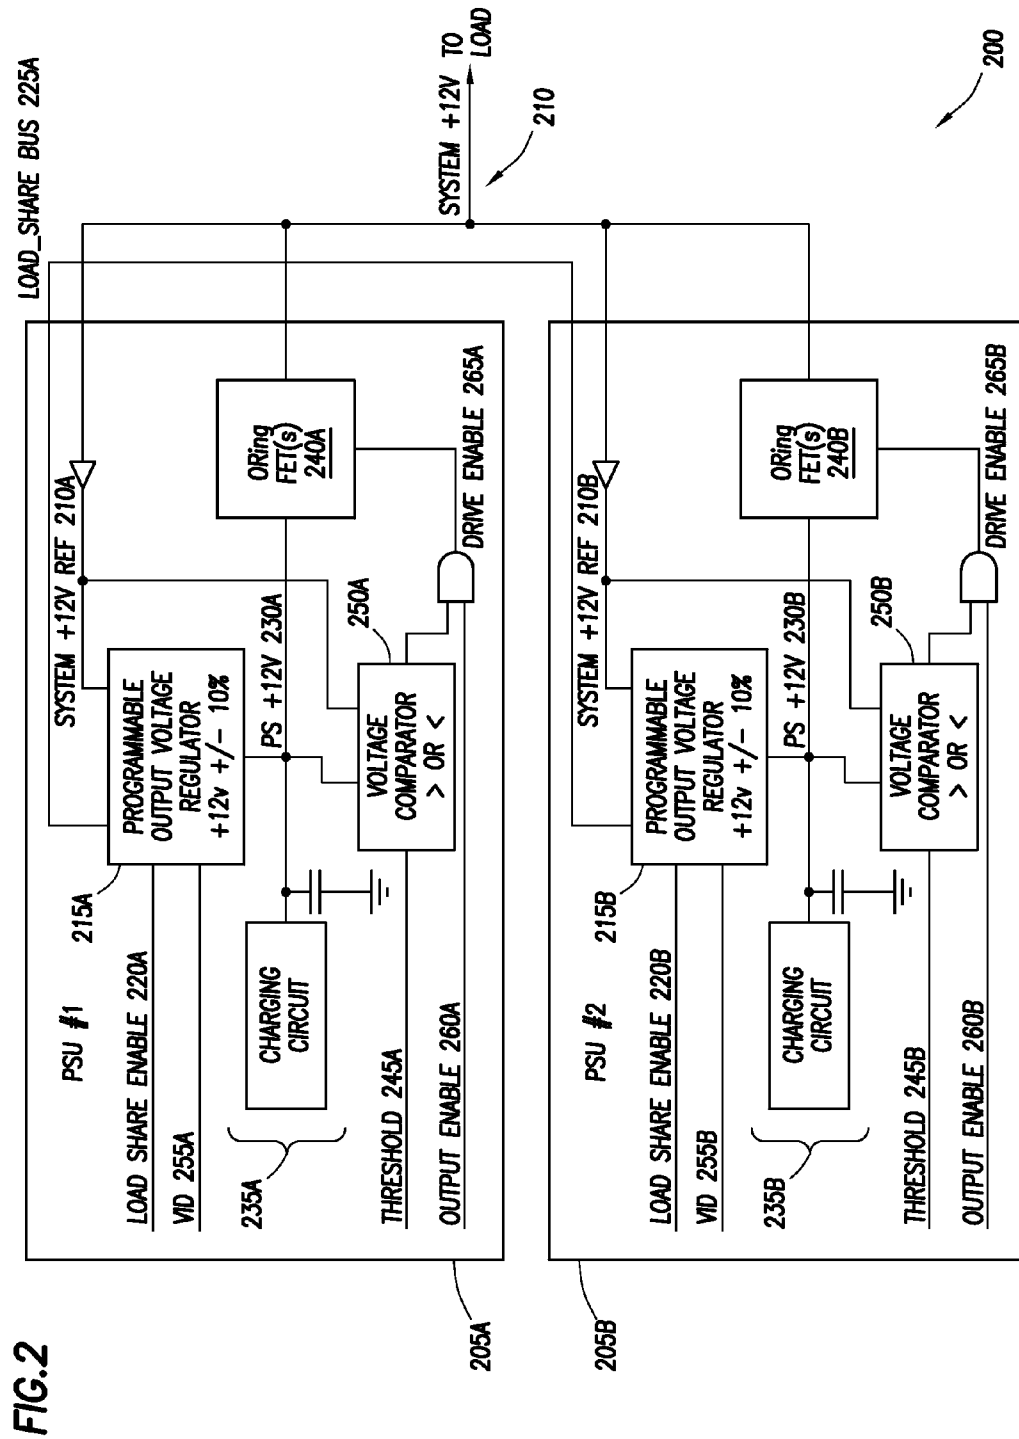 FIG.2
LOAD_SHARE BUS 225A
PSU #1
215A
SYSTEM +12V REF 210A
PROGRAMMABLE
OUTPUT VOLTAGE
REGULATOR
+12v +/- 10%
LOAD SHARE ENABLE 220A
VID 255A
235A
CHARGING
CIRCUIT
PS +12V 230A
ORing
FET(s)
240A
250A
VOLTAGE
COMPARATOR
> OR <
THRESHOLD 245A
OUTPUT ENABLE 260A
DRIVE ENABLE 265A
205A
SYSTEM +12V TO
LOAD
210
PSU #2
215B
SYSTEM +12V REF 210B
PROGRAMMABLE
OUTPUT VOLTAGE
REGULATOR
+12v +/- 10%
LOAD SHARE ENABLE 220B
VID 255B
235B
CHARGING
CIRCUIT
PS +12V 230B
ORing
FET(s)
240B
250B
VOLTAGE
COMPARATOR
> OR <
THRESHOLD 245B
OUTPUT ENABLE 260B
DRIVE ENABLE 265B
205B
200